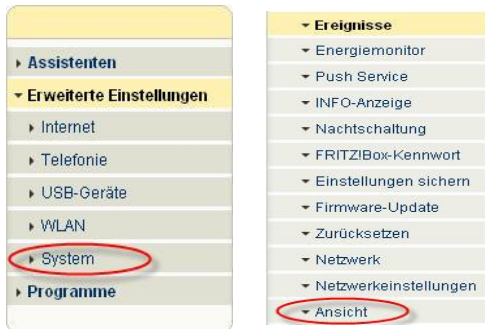 Assistenten
Erweiterte Einstellungen
Internet
Telefonie
USB-Geräte
WLAN
System
Programme
Ereignisse
Energiemonitor
Push Service
INFO-Anzeige
Nachtschaltung
FRITZ!Box-Kennwort
Einstellungen sichern
Firmware-Update
Zurücksetzen
Netzwerk
Netzwerkeinstellungen
Ansicht